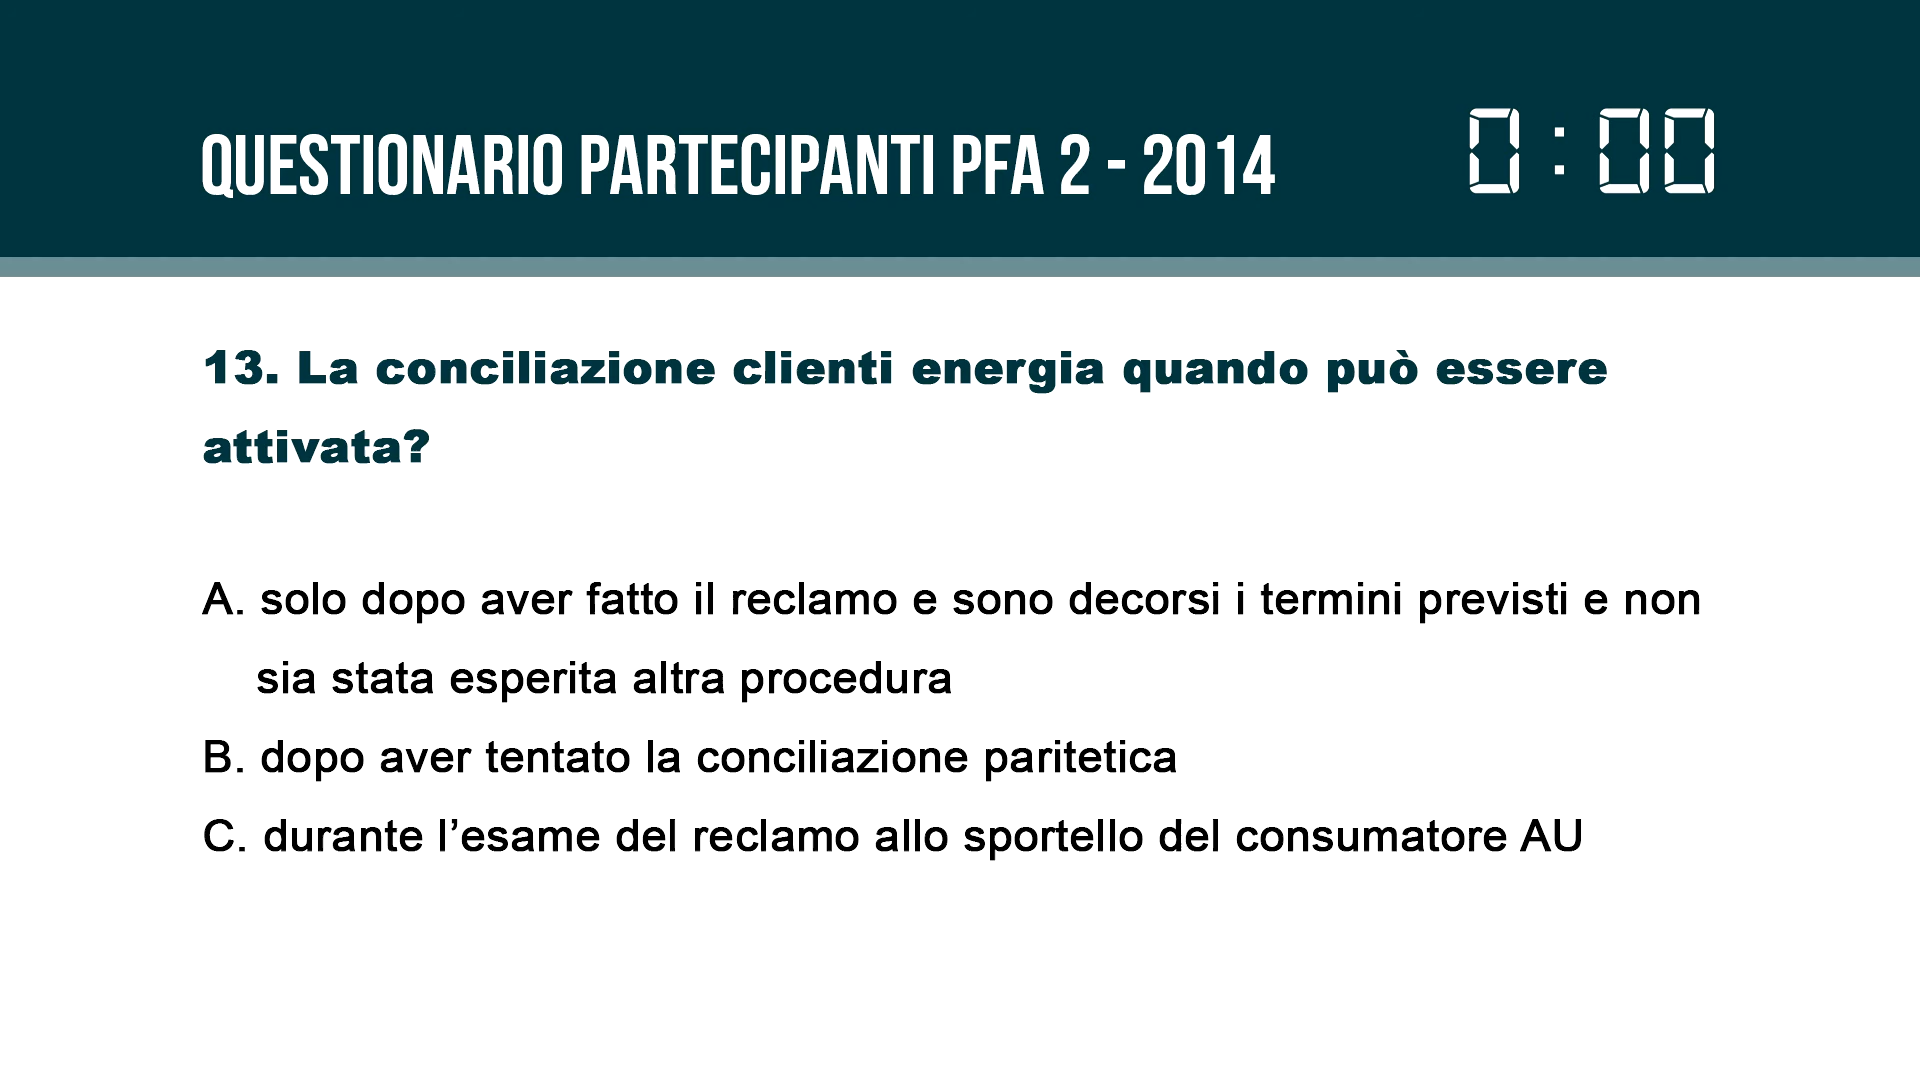 QUESTIONARIO PARTECIPANTI PFA 2 - 2014
0:00
13. La conciliazione clienti energia quando può essere
attivata?
A. solo dopo aver fatto il reclamo e sono decorsi i termini previsti e non
sia stata esperita altra procedura
B. dopo aver tentato la conciliazione paritetica
C. durante l’esame del reclamo allo sportello del consumatore AU